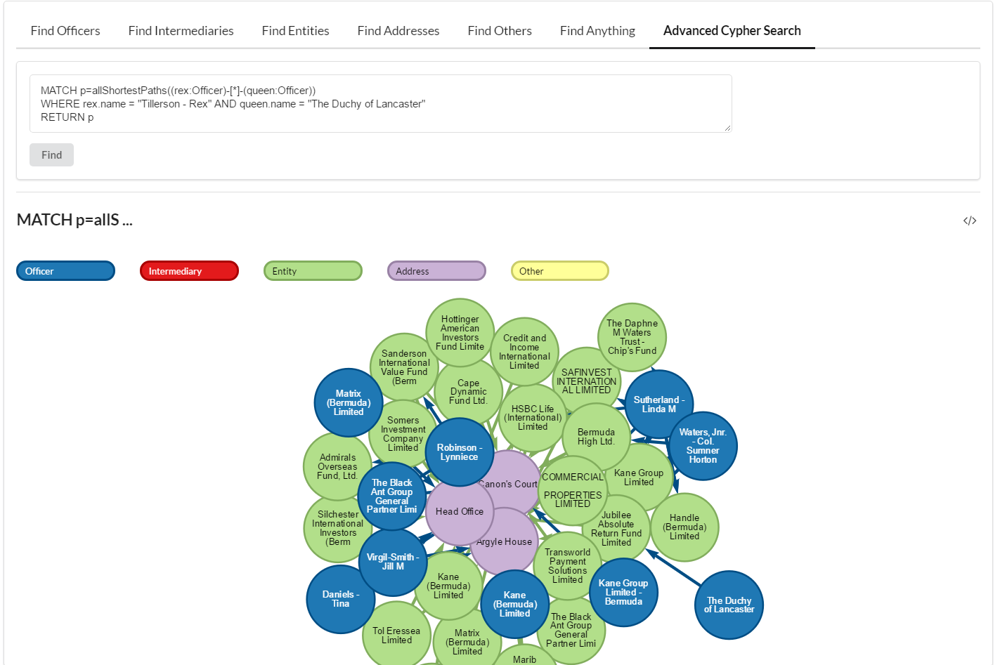 Find Officers Find Intermediaries Find Entities Find Addresses Find Others Find Anything Advanced Cypher Search
MATCH p=allShortestPaths((rex:Officer)-[*]-(queen:Officer))
WHERE rex.name = "Tillerson - Rex" AND queen.name = "The Duchy of Lancaster"
RETURN p
Find
MATCH p=allS ...
</>
Officer Intermediary Entity Address Other
Hottinger
American
Investors
Fund Limite
Credit and
Income
International
Limited
The Daphne
M Waters
Trust -
Chip's Fund
Sanderson
International
Value Fund
(Berm
Cape
Dynamic
Fund Ltd.
SAFINVEST
INTERNATION
AL LIMITED
Matrix
(Bermuda)
Limited
HSBC Life
(International)
Limited
Sutherland -
Linda M
Somers
Investment
Company
Limited
Robinson -
Lynniece
Bermuda
High Ltd.
Waters, Jnr.
- Col.
Sumner
Horton
Admirals
Overseas
Fund, Ltd.
The Black
Ant Group
General
Partner Limi
Canon's Court
COMMERCIAL
PROPERTIES
LIMITED
Kane Group
Limited
Head Office
Silchester
International
Investors
(Berm
Argyle House
Jubilee
Absolute
Return Fund
Limited
Handle
(Bermuda)
Limited
Virgil-Smith -
Jill M
Transworld
Payment
Solutions
Limited
Daniels -
Tina
Kane
(Bermuda)
Limited
Kane
(Bermuda)
Limited
Kane Group
Limited -
Bermuda
The Duchy
of Lancaster
Tol Eressea
Limited
Matrix
(Bermuda)
Limited
The Black
Ant Group
General
Partner Limi
Marib